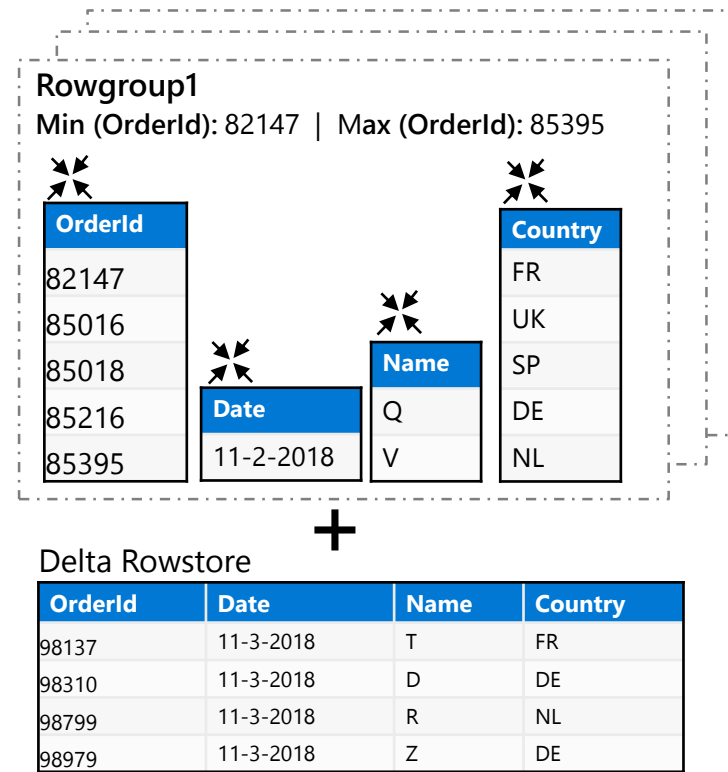 Rowgroup1
Min (OrderId): 82147 | Max (OrderId): 85395
OrderId
82147
85016
85018
85216
85395
Date
11-2-2018
Name
Q
V
Country
FR
UK
SP
DE
NL
+
Delta Rowstore
OrderId Date Name Country
98137 11-3-2018 T FR
98310 11-3-2018 D DE
98799 11-3-2018 R NL
98979 11-3-2018 Z DE